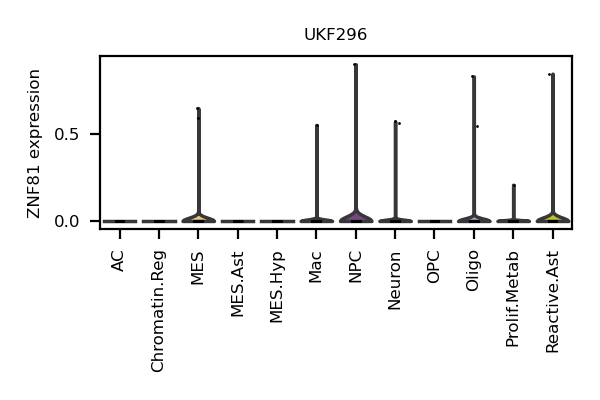 UKF296
ZNF81 expression
0.5
0.0
AC
Chromatin.Reg
MES
MES.Ast
MES.Hyp
Mac
NPC
Neuron
OPC
Oligo
Prolif.Metab
Reactive.Ast